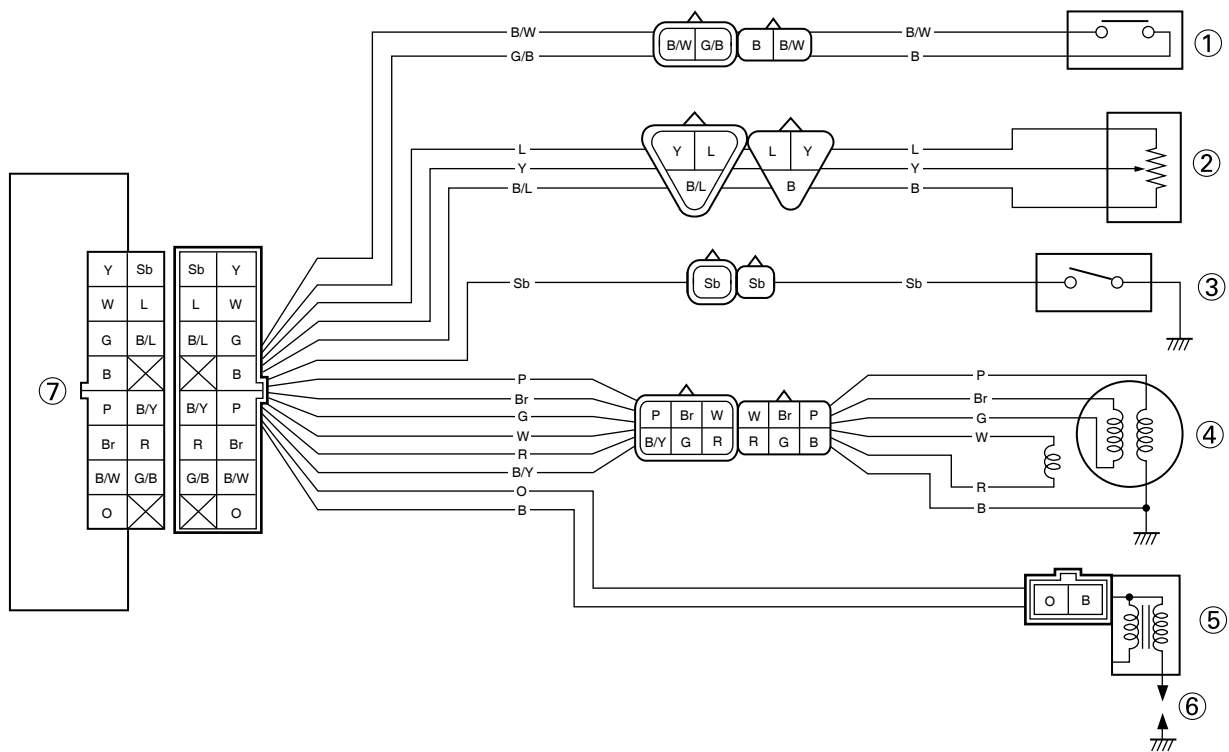 B/W B/W G/B B B/W B/W ①
G/B B
L Y L L Y L
Y Y ②
B/L B/L B B
Y Sb Sb Y Sb Sb Sb Sb ③
W L L W
G B/L B/L G
B B
⑦ P B/Y B/Y P
Br R R Br
B/W G/B G/B B/W
O O
P P
Br P Br W W Br P Br
G G
W B/Y G R R G B W ④
R
B/Y R
O B
B
O B ⑤
⑥